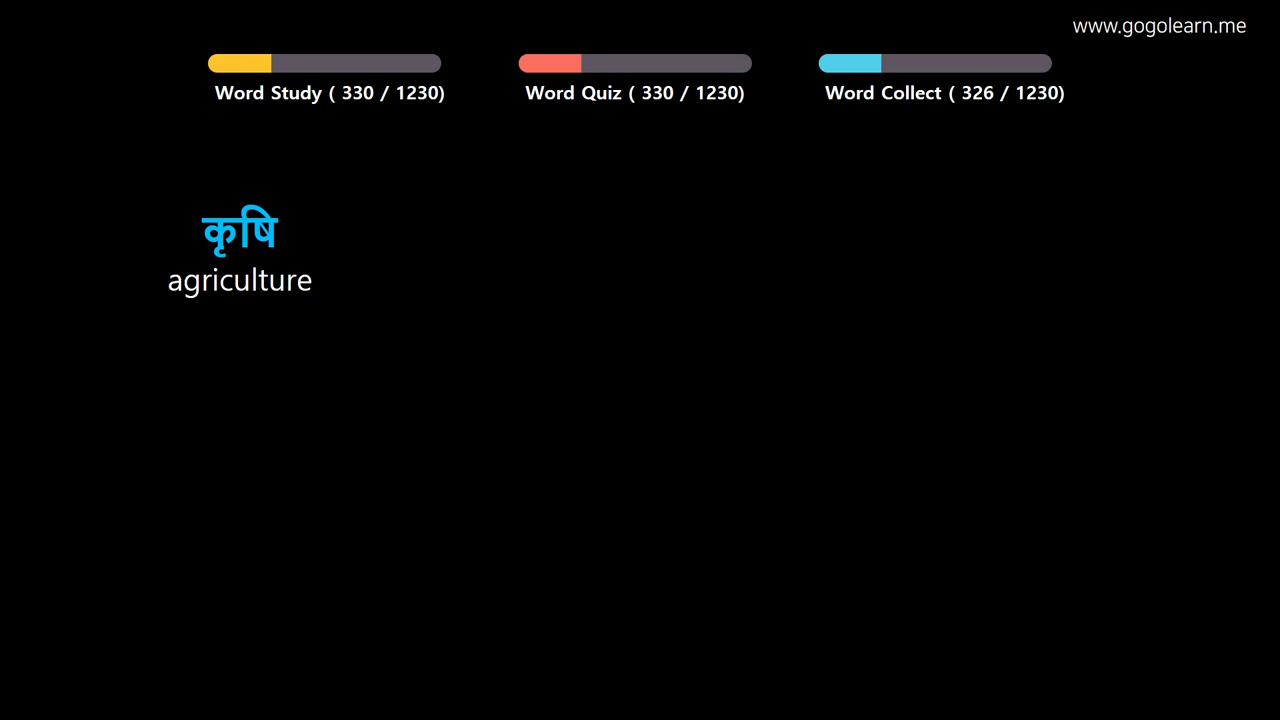 www.gogolearn.me
Word Study ( 330 / 1230)
Word Quiz ( 330 / 1230)
Word Collect ( 326 / 1230)
कृषि
agriculture